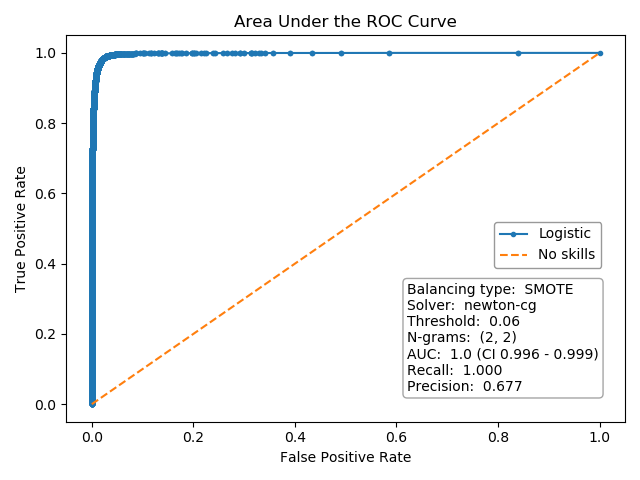 Area Under the ROC Curve
True Positive Rate
1.0
0.8
0.6
0.4
0.2
0.0
Logistic
No skills
Balancing type: SMOTE
Solver: newton-cg
Threshold: 0.06
N-grams: (2, 2)
AUC: 1.0 (CI 0.996 - 0.999)
Recall: 1.000
Precision: 0.677
0.0 0.2 0.4 0.6 0.8 1.0
False Positive Rate